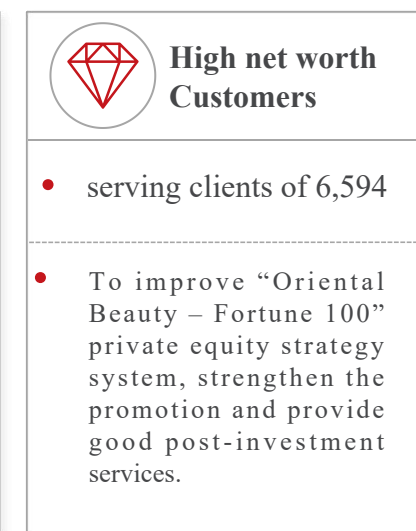 High net worth
Customers
• serving clients of 6,594
• To improve “Oriental
Beauty – Fortune 100”
private equity strategy
system, strengthen the
promotion and provide
good post-investment
services.